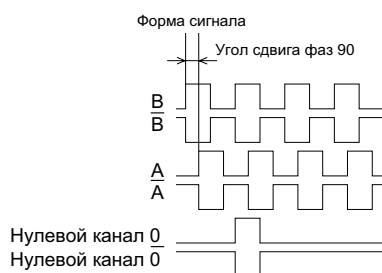 Форма сигнала
Угол сдвига фаз 90
B
B
A
A
Нулевой канал 0
Нулевой канал 0